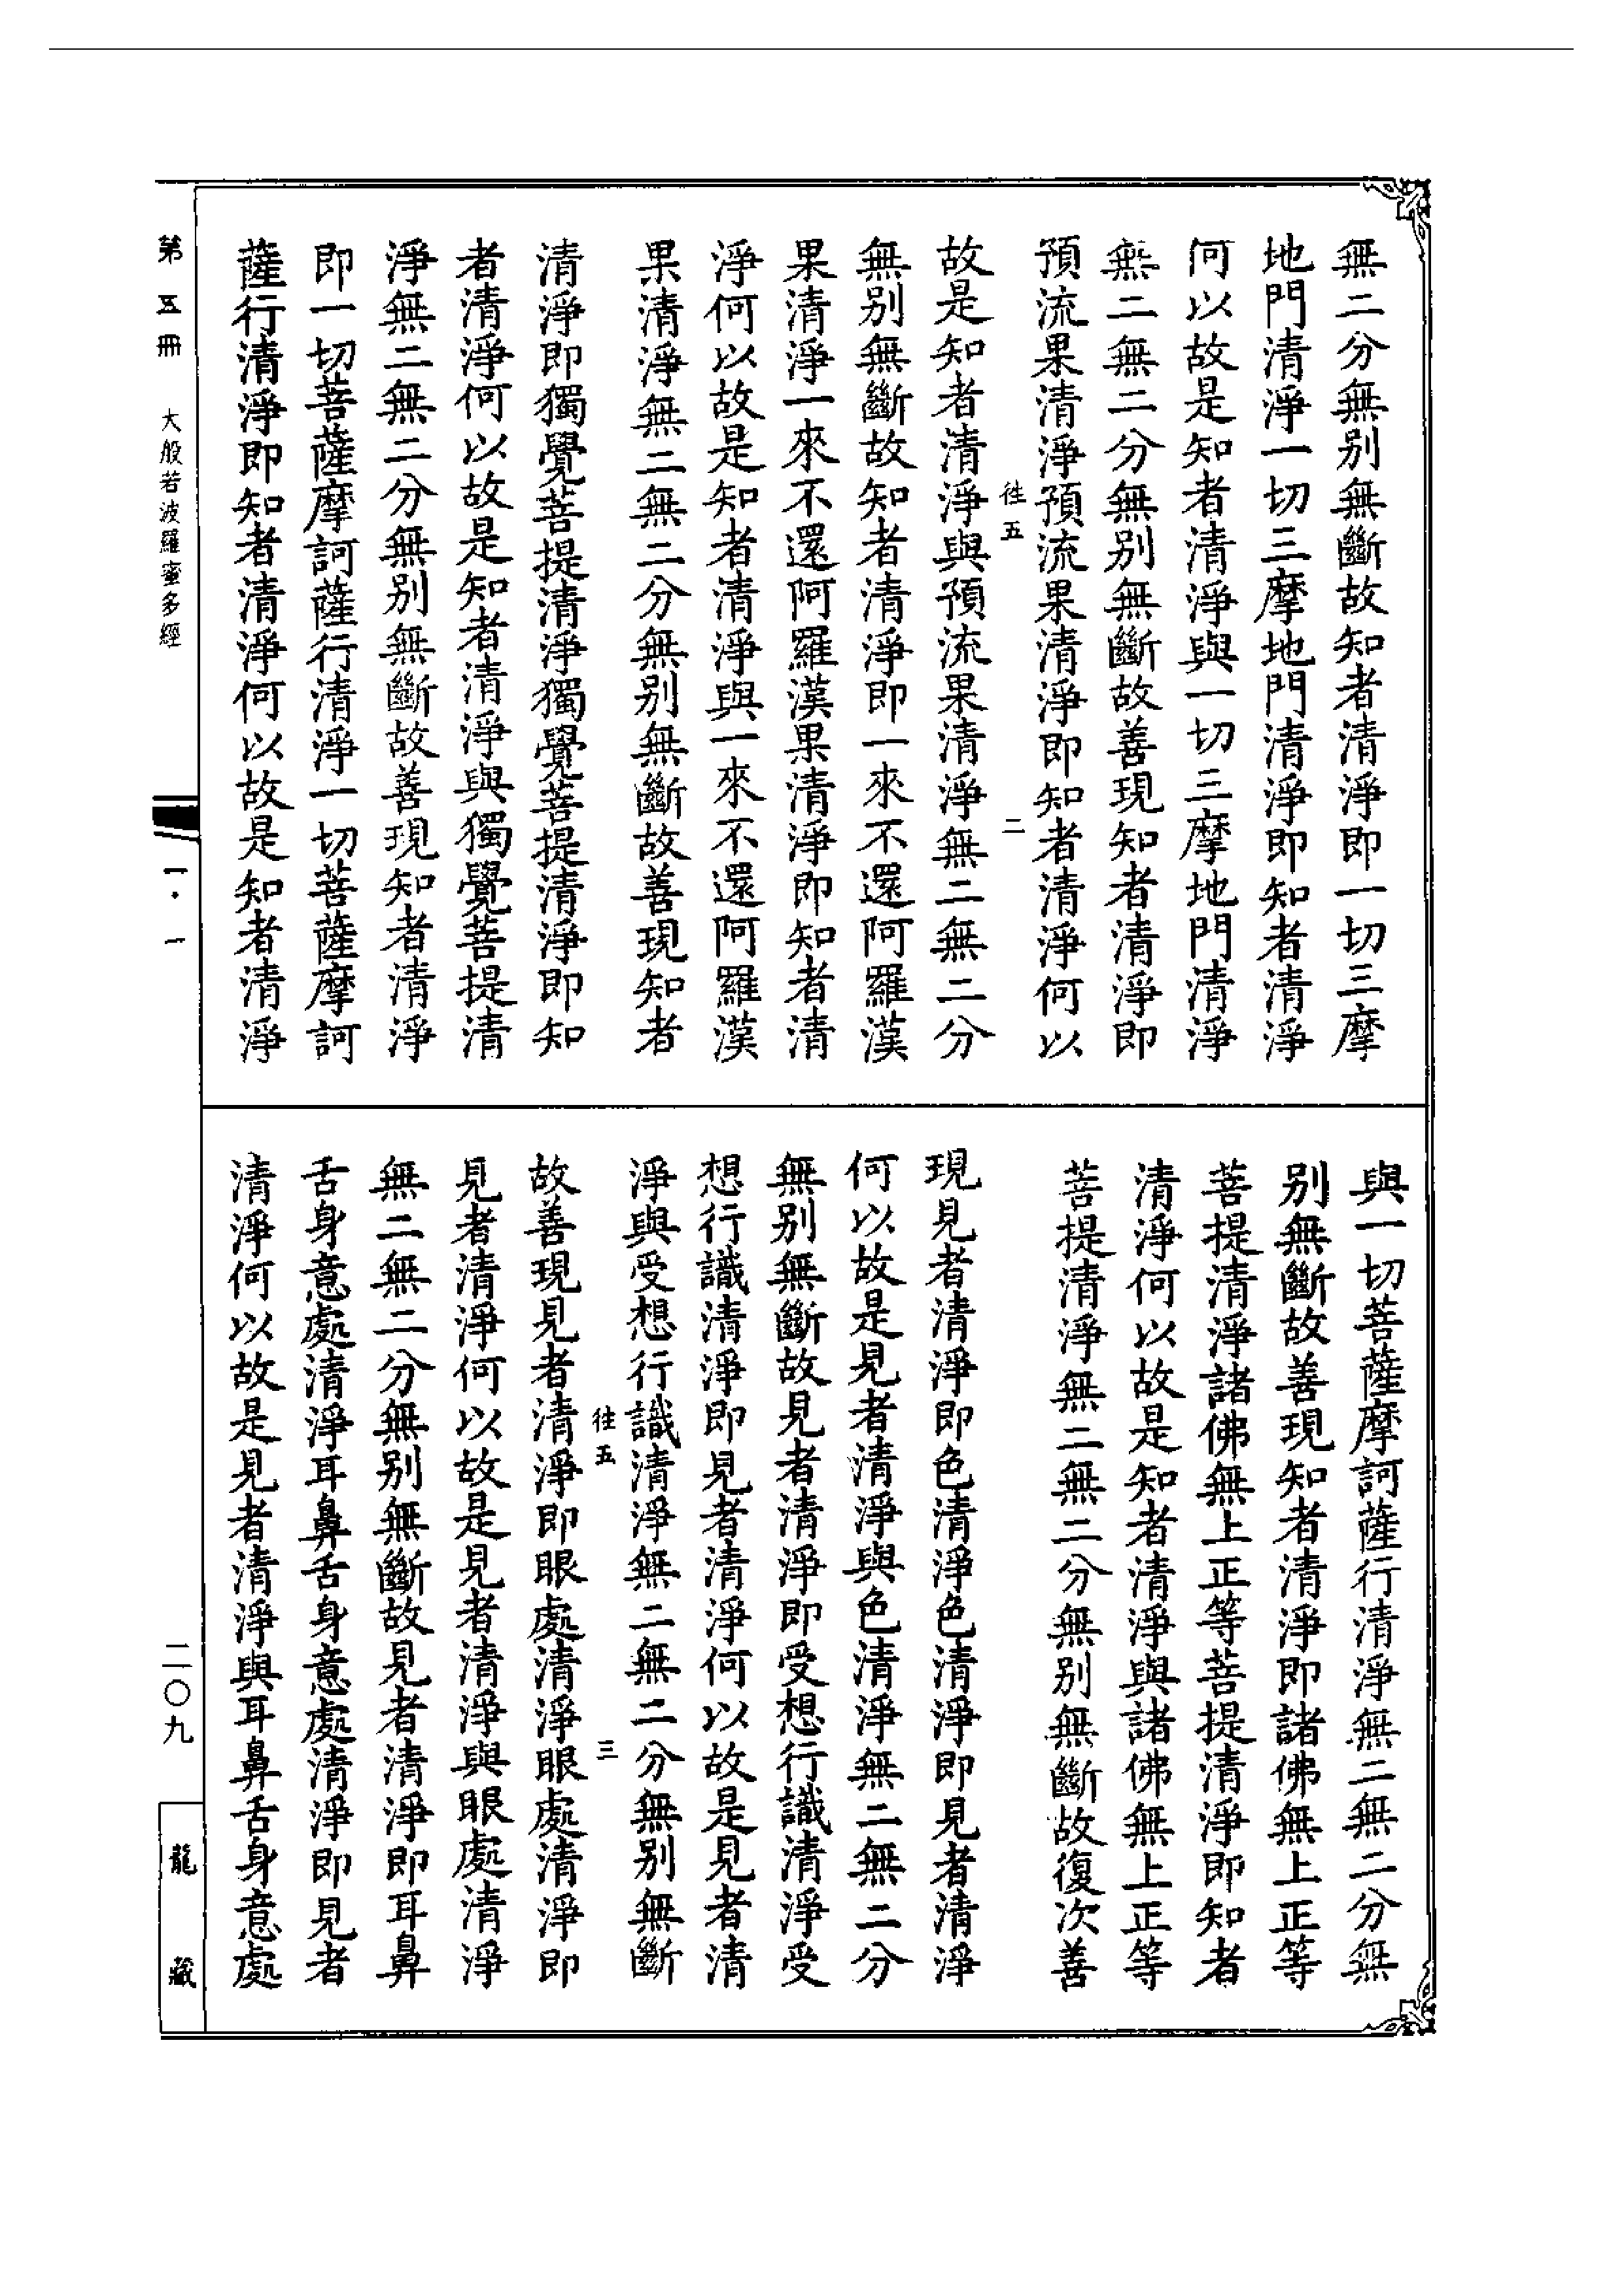 無二分無别無斷故知者清淨即一切三摩
地門清淨一切三摩地門清淨即知者清淨
何以故是知者清淨與一切三摩地門清淨
無二無二分無别無斷故善現知者清淨即
預流果清淨預流果清淨即知者清淨何以
徃五 二
故是知者清淨與預流果清淨無二無二分
無别無斷故知者清淨即一來不還阿羅漢
果清淨一來不還阿羅漢果清淨即知者清
淨何以故是知者清淨與一來不還阿羅漢
果清淨無二無二分無别無斷故善現知者
清淨即獨覺菩提清淨獨覺菩提清淨即知
者清淨何以故是知者清淨與獨覺菩提清
淨無二無二分無别無斷故善現知者清淨
即一切菩薩摩訶薩行清淨一切菩薩摩訶
薩行清淨即知者清淨何以故是知者清淨
與一切菩薩摩訶薩行清淨無二無二分無
别無斷故善現知者清淨即諸佛無上正等
菩提清淨諸佛無上正等菩提清淨即知者
清淨何以故是知者清淨與諸佛無上正等
菩提清淨無二無二分無别無斷故復次善
現見者清淨即色清淨色清淨即見者清淨
何以故是見者清淨與色清淨無二無二分
無别無斷故見者清淨即受想行識清淨受
想行識清淨即見者清淨何以故是見者清
淨與受想行識清淨無二無二分無别無斷
徃五 三
故善現見者清淨即眼處清淨眼處清淨即
見者清淨何以故是見者清淨與眼處清淨
無二無二分無别無斷故見者清淨即耳鼻
舌身意處清淨耳鼻舌身意處清淨即見者
清淨何以故是見者清淨與耳鼻舌身意處
第五冊 大般若波羅蜜多經
一·一
二〇九
龍藏